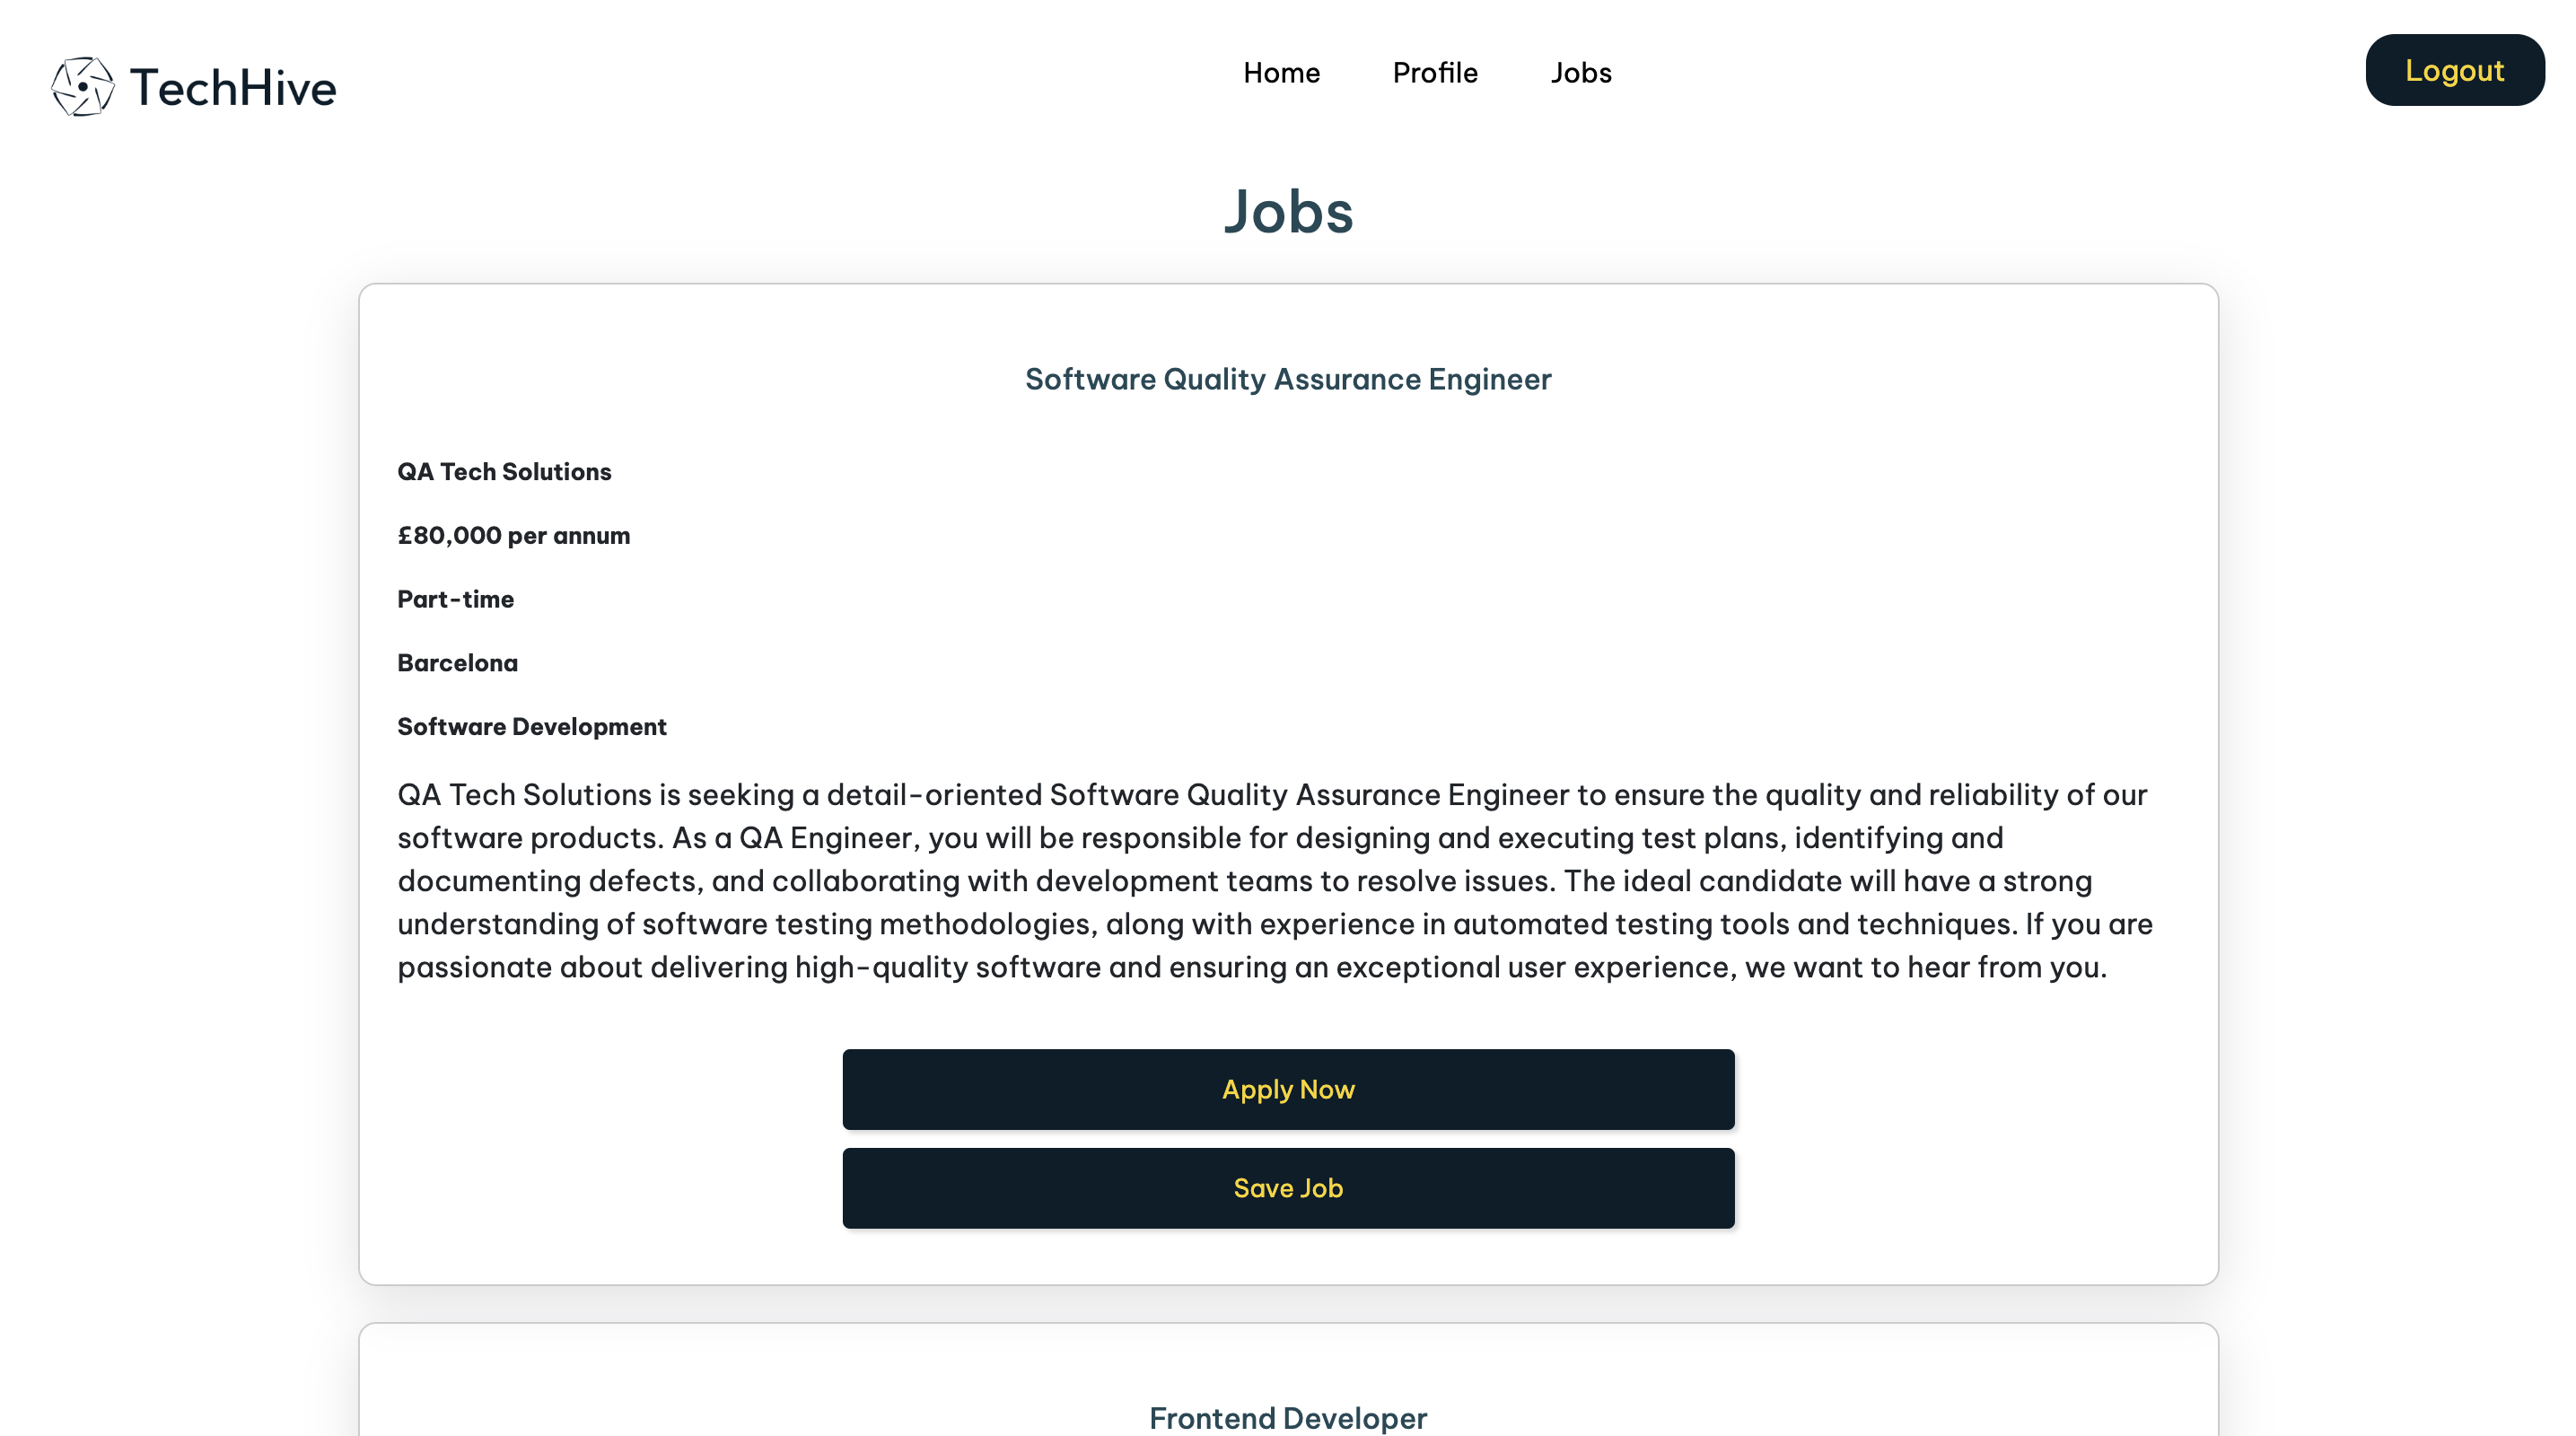 TechHive
Home Profile Jobs
Logout
Jobs
Software Quality Assurance Engineer
QA Tech Solutions
£80,000 per annum
Part-time
Barcelona
Software Development
QA Tech Solutions is seeking a detail-oriented Software Quality Assurance Engineer to ensure the quality and reliability of our
software products. As a QA Engineer, you will be responsible for designing and executing test plans, identifying and
documenting defects, and collaborating with development teams to resolve issues. The ideal candidate will have a strong
understanding of software testing methodologies, along with experience in automated testing tools and techniques. If you are
passionate about delivering high-quality software and ensuring an exceptional user experience, we want to hear from you.
Apply Now
Save Job
Frontend Developer